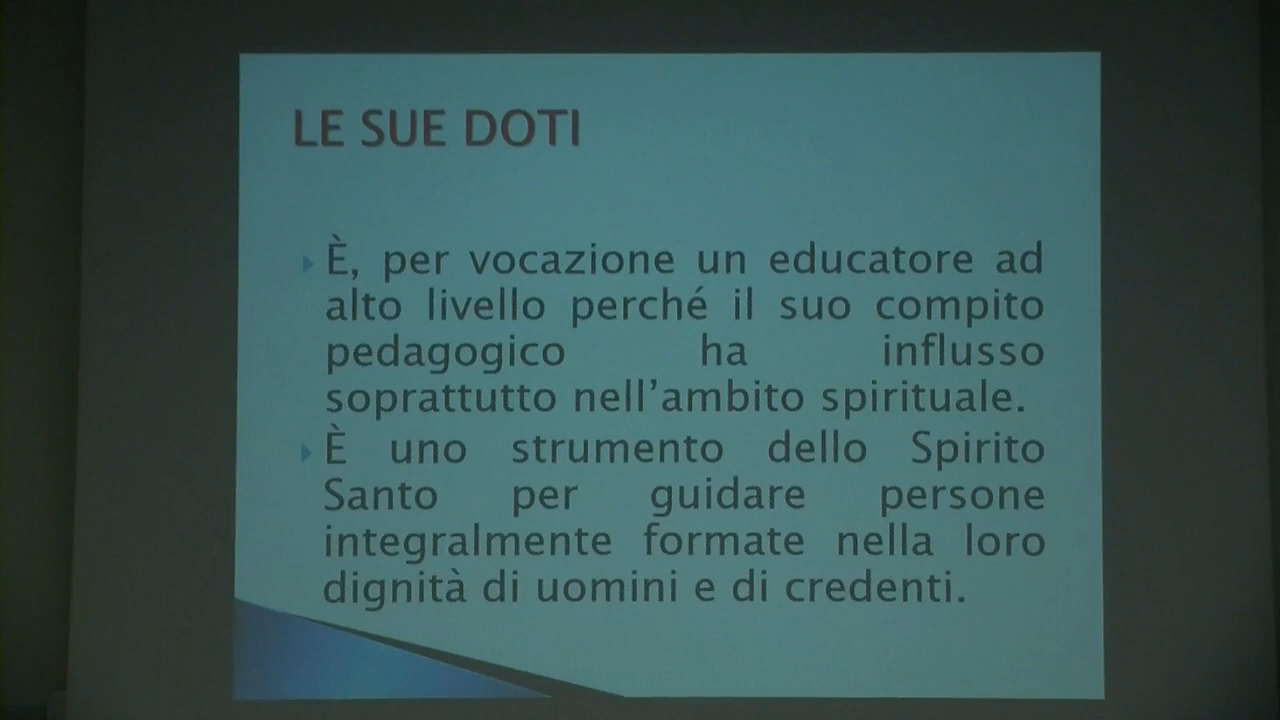 LE SUE DOTI
È, per vocazione un educatore ad
alto livello perché il suo compito
pedagogico ha influsso
soprattutto nell’ambito spirituale.
È uno strumento dello Spirito
Santo per guidare persone
integralmente formate nella loro
dignità di uomini e di credenti.